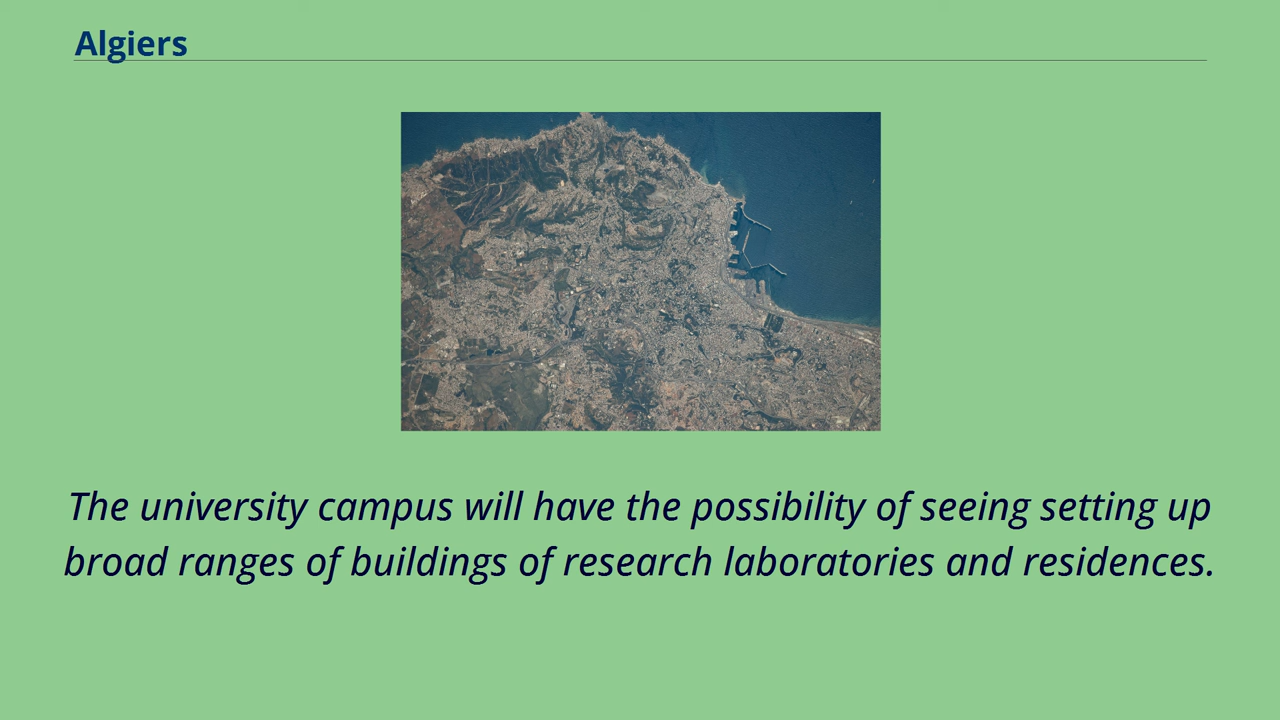 Algiers
The university campus will have the possibility of seeing setting up
broad ranges of buildings of research laboratories and residences.